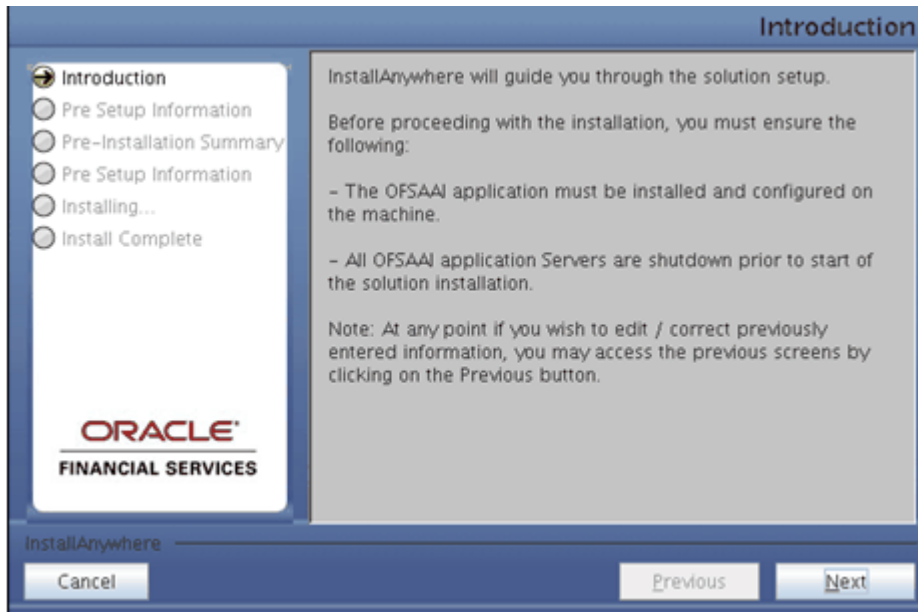 Introduction
Introduction
Pre Setup Information
Pre-Installation Summary
Pre Setup Information
Installing...
Install Complete
ORACLE
FINANCIAL SERVICES
InstallAnywhere will guide you through the solution setup.
Before proceeding with the installation, you must ensure the
following:
- The OFSAAI application must be installed and configured on
the machine.
- All OFSAAI application Servers are shutdown prior to start of
the solution installation.
Note: At any point if you wish to edit / correct previously
entered information, you may access the previous screens by
clicking on the Previous button.
InstallAnywhere
Cancel
Previous
Next